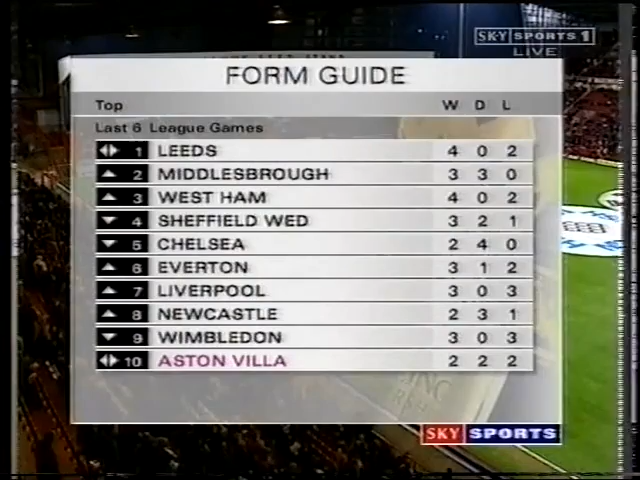 SKY SPORTS 1
LIVE
FORM GUIDE
Top W D L
Last 6 League Games
1 LEEDS 4 0 2
2 MIDDLESBROUGH 3 3 0
3 WEST HAM 4 0 2
4 SHEFFIELD WED 3 2 1
5 CHELSEA 2 4 0
6 EVERTON 3 1 2
7 LIVERPOOL 3 0 3
8 NEWCASTLE 2 3 1
9 WIMBLEDON 3 0 3
10 ASTON VILLA 2 2 2
SKY SPORTS